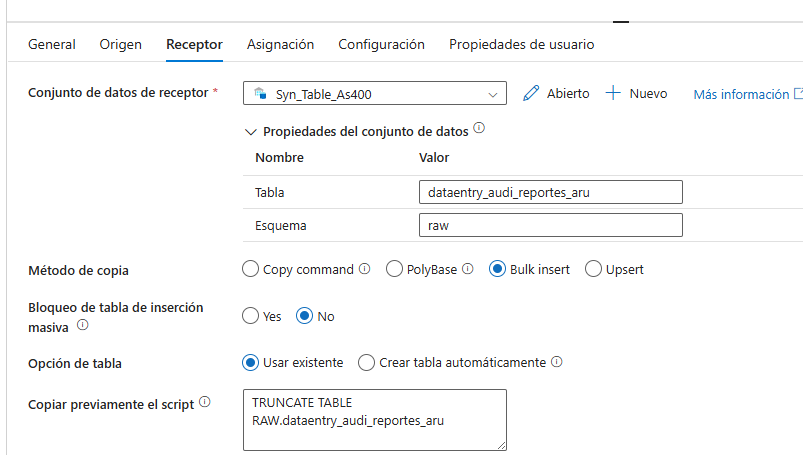 General Origen Receptor Asignación Configuración Propiedades de usuario
Conjunto de datos de receptor * Syn_Table_As400 Abierto Nuevo Más información
Propiedades del conjunto de datos
Nombre Valor
Tabla dataentry_audi_reportes_aru
Esquema raw
Método de copia Copy command PolyBase Bulk insert Upsert
Bloqueo de tabla de inserción
masiva Yes No
Opción de tabla Usar existente Crear tabla automáticamente
Copiar previamente el script TRUNCATE TABLE
RAW.dataentry_audi_reportes_aru